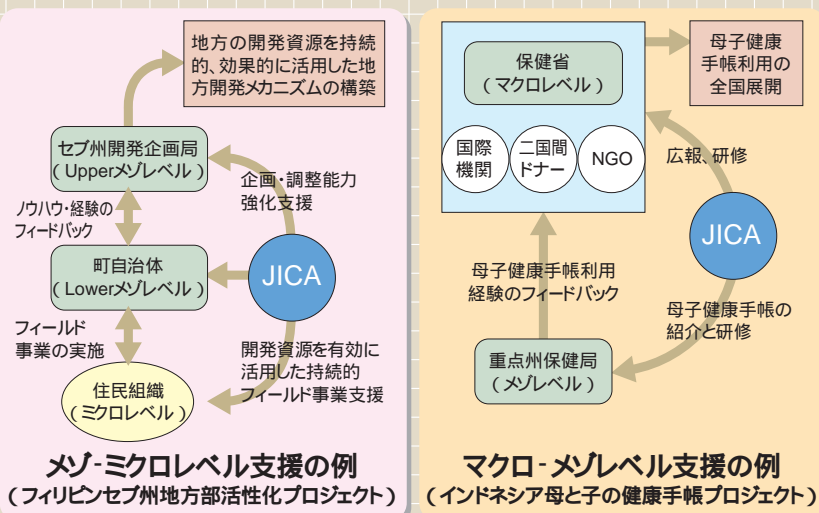 地方の開発資源を持続
的、効果的に活用した地
方開発メカニズムの構築
セブ州開発企画局
（Upperメゾレベル）
企画・調整能力
強化支援
ノウハウ・経験の
フィードバック
町自治体
（Lowerメゾレベル）
JICA
フィールド
事業の実施
開発資源を有効に
活用した持続的
フィールド事業支援
住民組織
（ミクロレベル）
メゾ-ミクロレベル支援の例
（フィリピンセブ州地方部活性化プロジェクト）
保健省
（マクロレベル）
母子健康
手帳利用の
全国展開
国際
機関
二国間
ドナー
NGO
広報、研修
JICA
母子健康手帳利用
経験のフィードバック
母子健康手帳の
紹介と研修
重点州保健局
（メゾレベル）
マクロ-メゾレベル支援の例
（インドネシア母と子の健康手帳プロジェクト）